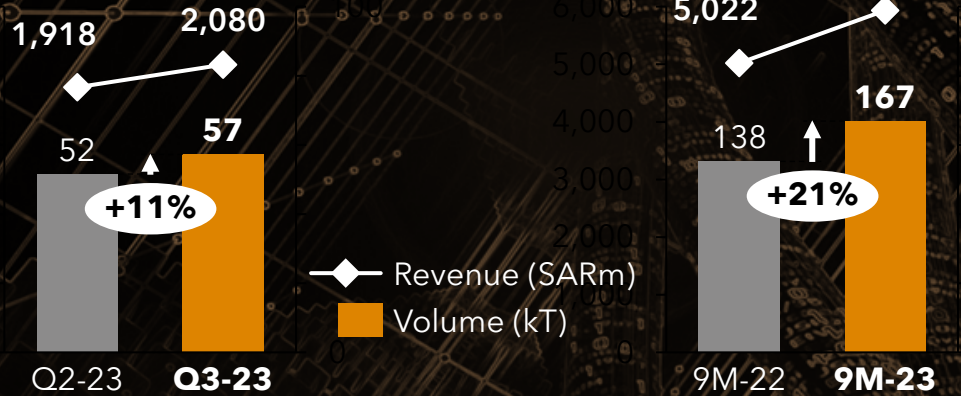 1,918
2,080
52
57
+11%
Q2-23
Q3-23
100
0
Revenue (SARm)
Volume (kT)
6,000
5,000
4,000
3,000
2,000
0
5,022
138
167
+21%
9M-22
9M-23